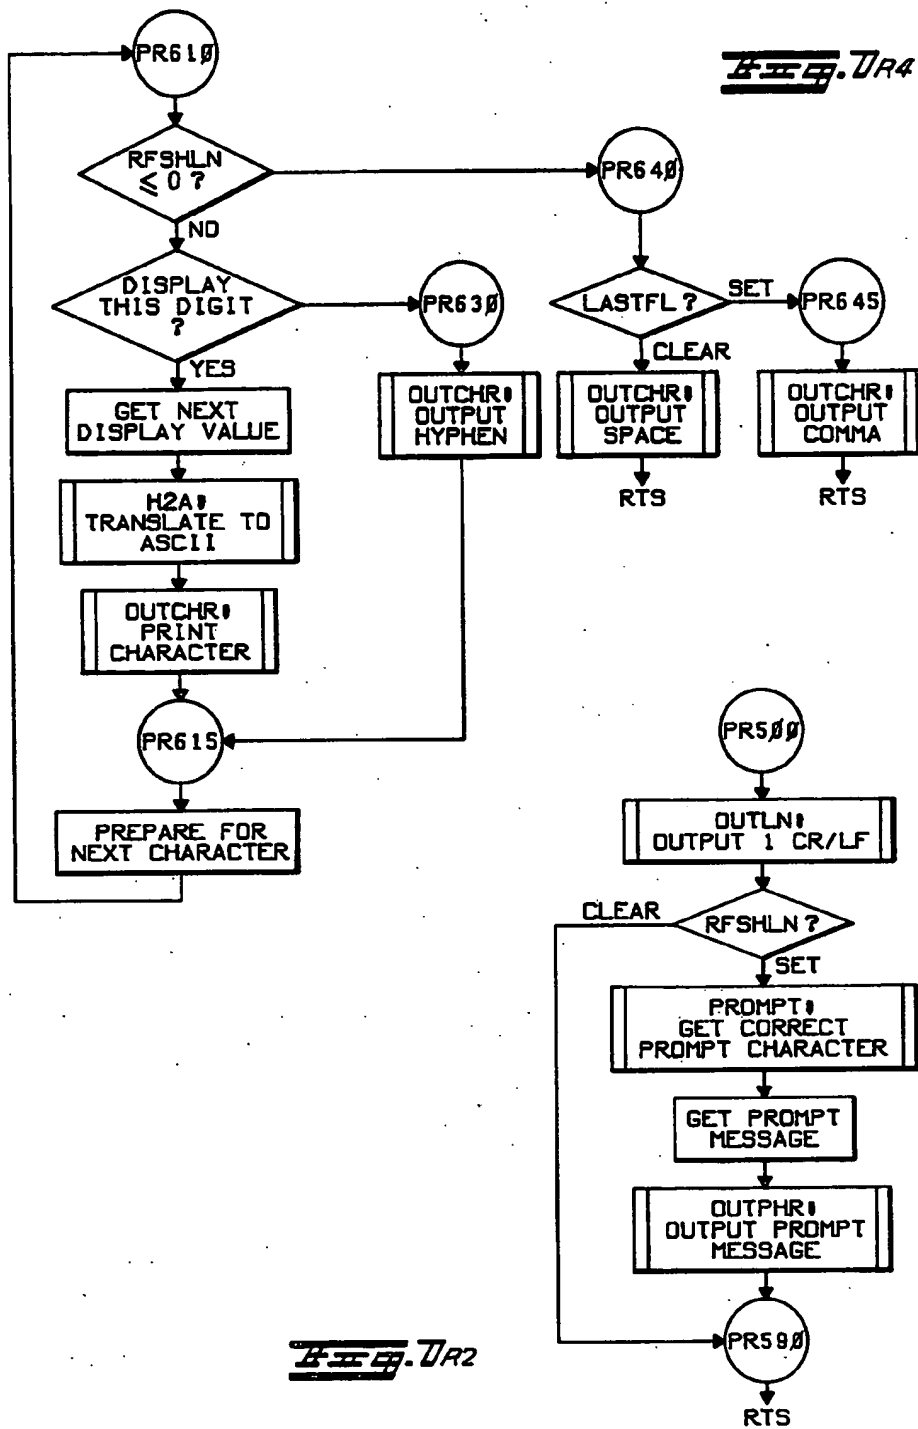 PR610
Fig. 7R4
RFSHLN
≤ 0 ?
PR640
NO
DISPLAY
THIS DIGIT
?
PR630
LASTFL ?
SET
PR645
YES
CLEAR
GET NEXT
DISPLAY VALUE
OUTCHR:
OUTPUT
HYPHEN
OUTCHR:
OUTPUT
SPACE
OUTCHR:
OUTPUT
COMMA
RTS
RTS
H2A:
TRANSLATE TO
ASCII
OUTCHR:
PRINT
CHARACTER
PR615
PREPARE FOR
NEXT CHARACTER
PR500
OUTLN:
OUTPUT 1 CR/LF
CLEAR
RFSHLN ?
SET
PROMPT:
GET CORRECT
PROMPT CHARACTER
GET PROMPT
MESSAGE
OUTPHR:
OUTPUT PROMPT
MESSAGE
PR590
RTS
Fig. 7R2